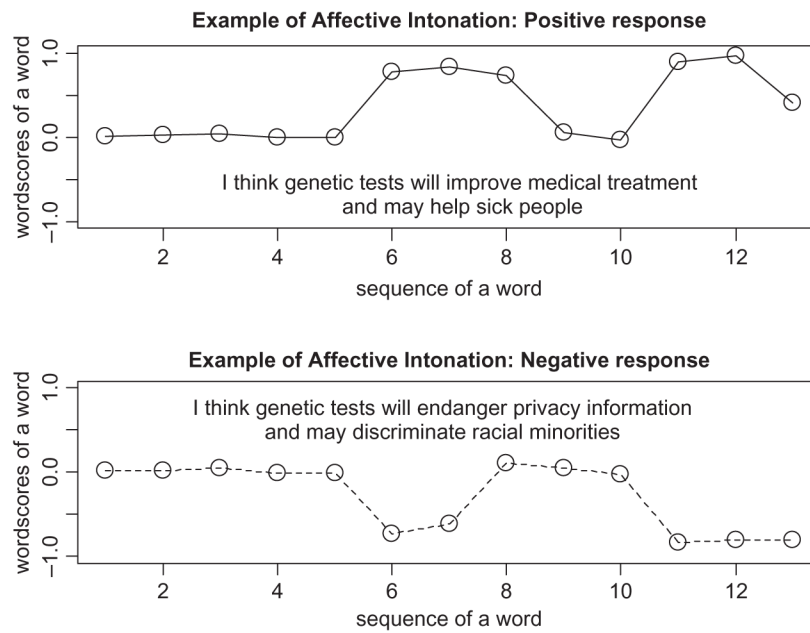 Example of Affective Intonation: Positive response
wordscores of a word
1.0
0.0
−1.0
I think genetic tests will improve medical treatment
and may help sick people
2 4 6 8 10 12
sequence of a word
Example of Affective Intonation: Negative response
wordscores of a word
1.0
0.0
−1.0
I think genetic tests will endanger privacy information
and may discriminate racial minorities
2 4 6 8 10 12
sequence of a word